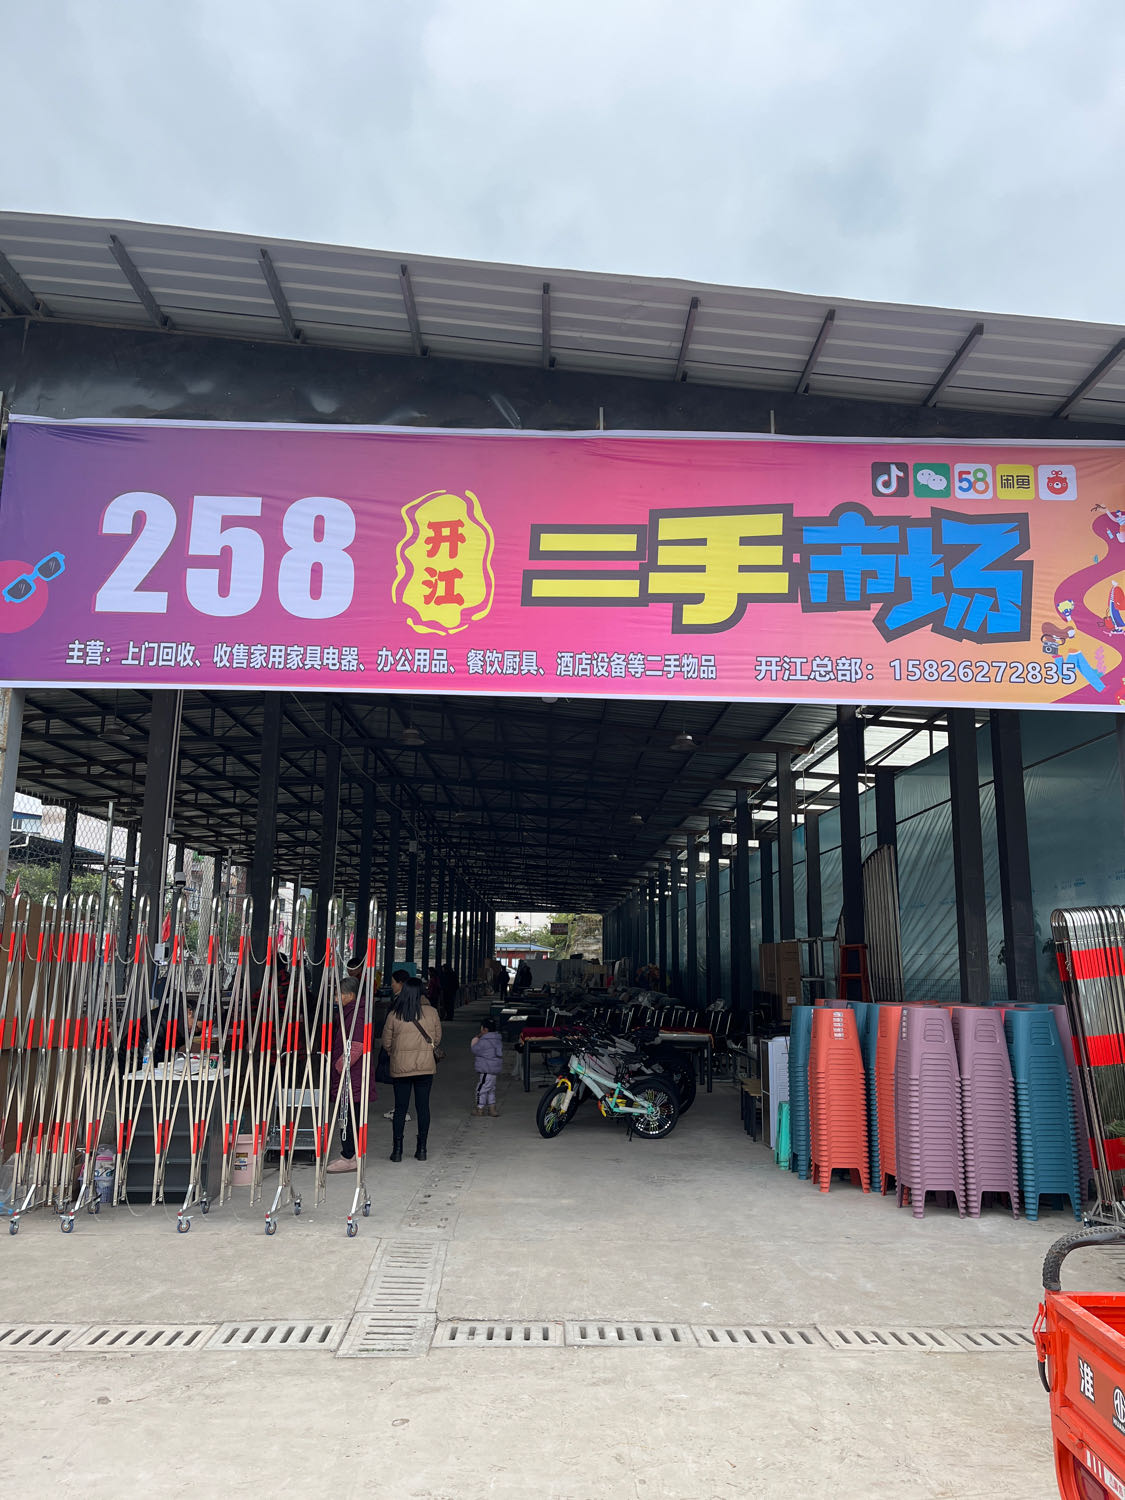 58
闲鱼
258
开江
二手市场
主营：上门回收、收售家用家具电器、办公用品、餐饮厨具、酒店设备等二手物品
开江总部：15826272835
淮